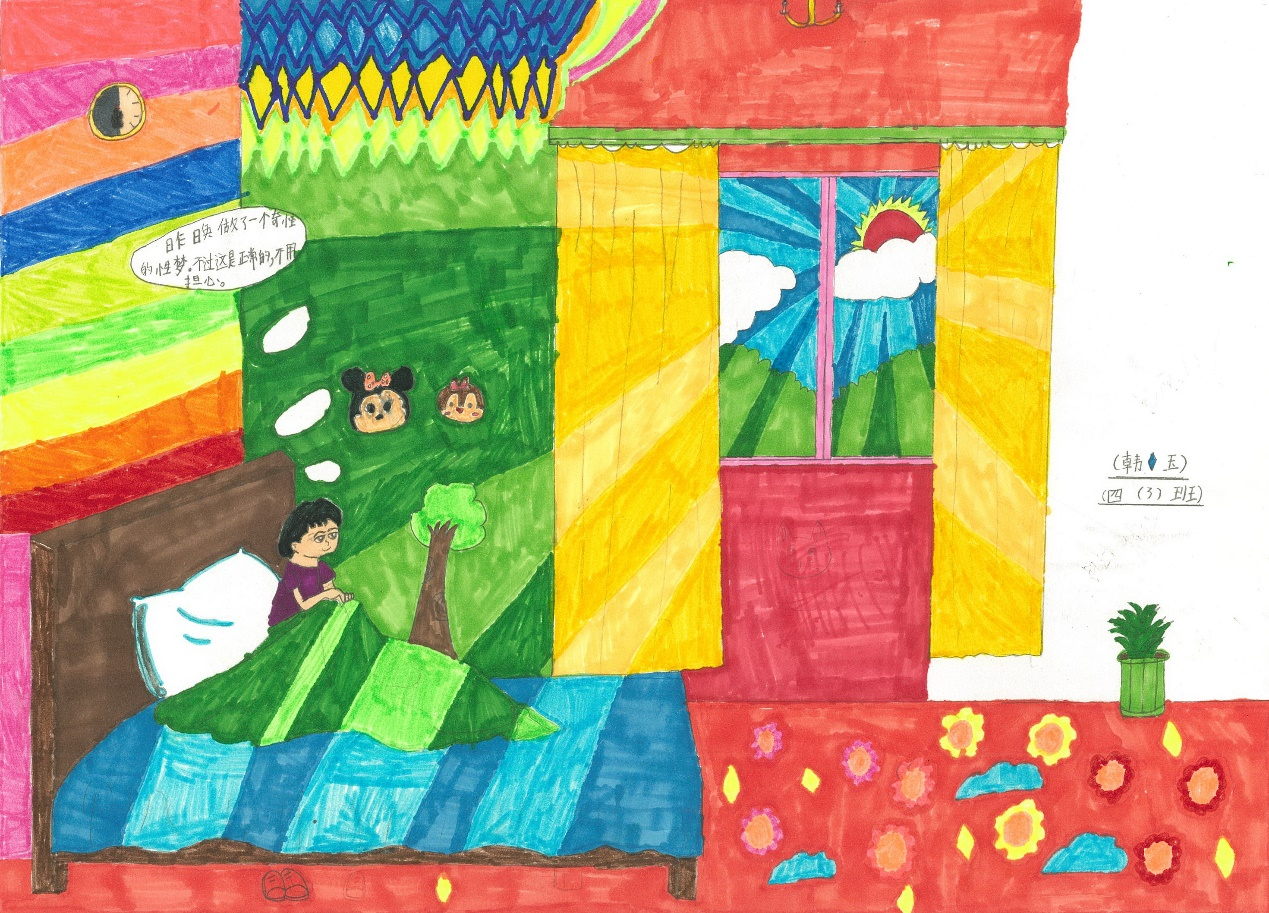 昨日晚做了一个奇怪
的怪梦。不过这是正常的,不用
担心。
(韩 玉)
(四 (3) 班)